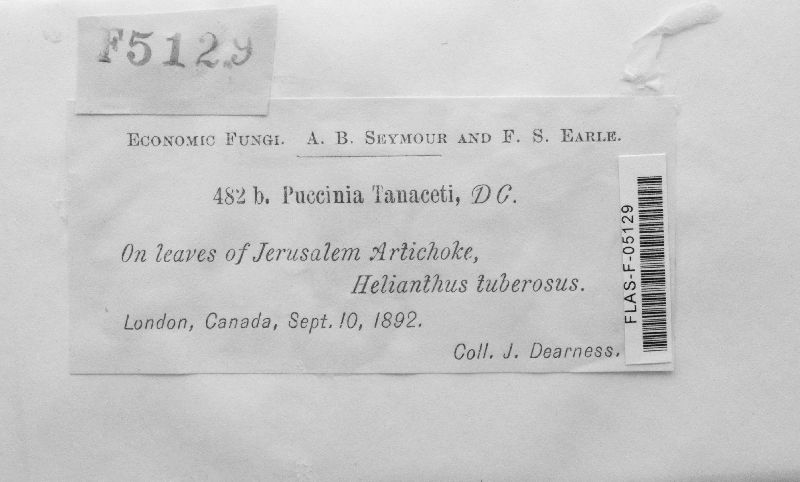 F5129
ECONOMIC FUNGI. A. B. SEYMOUR AND F. S. EARLE.
482 b. Puccinia Tanaceti, DC.
On leaves of Jerusalem Artichoke,
Helianthus tuberosus.
London, Canada, Sept. 10, 1892.
Coll. J. Dearness.
FLAS-F-05129